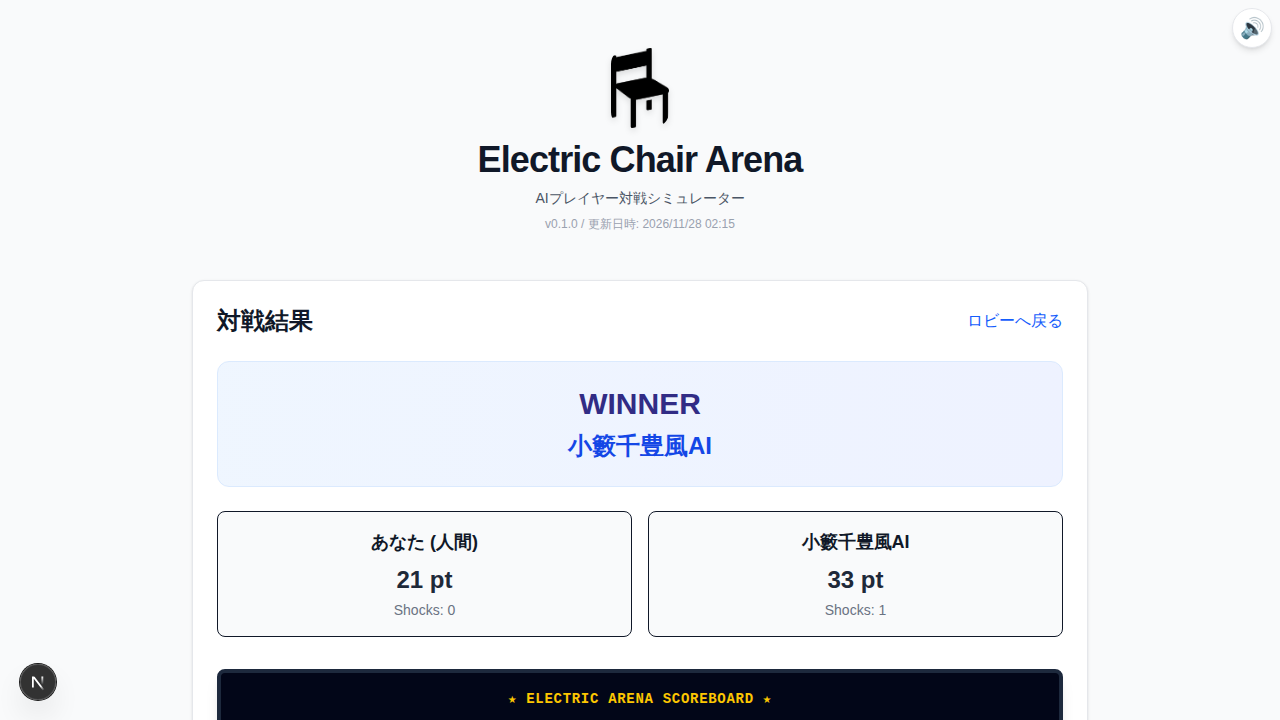 Electric Chair Arena
AIプレイヤー対戦シミュレーター
v0.1.0 / 更新日時: 2026/11/28 02:15
対戦結果
ロビーへ戻る
WINNER
小籔千豊風AI
あなた (人間)
21 pt
Shocks: 0
小籔千豊風AI
33 pt
Shocks: 1
N
★ ELECTRIC ARENA SCOREBOARD ★